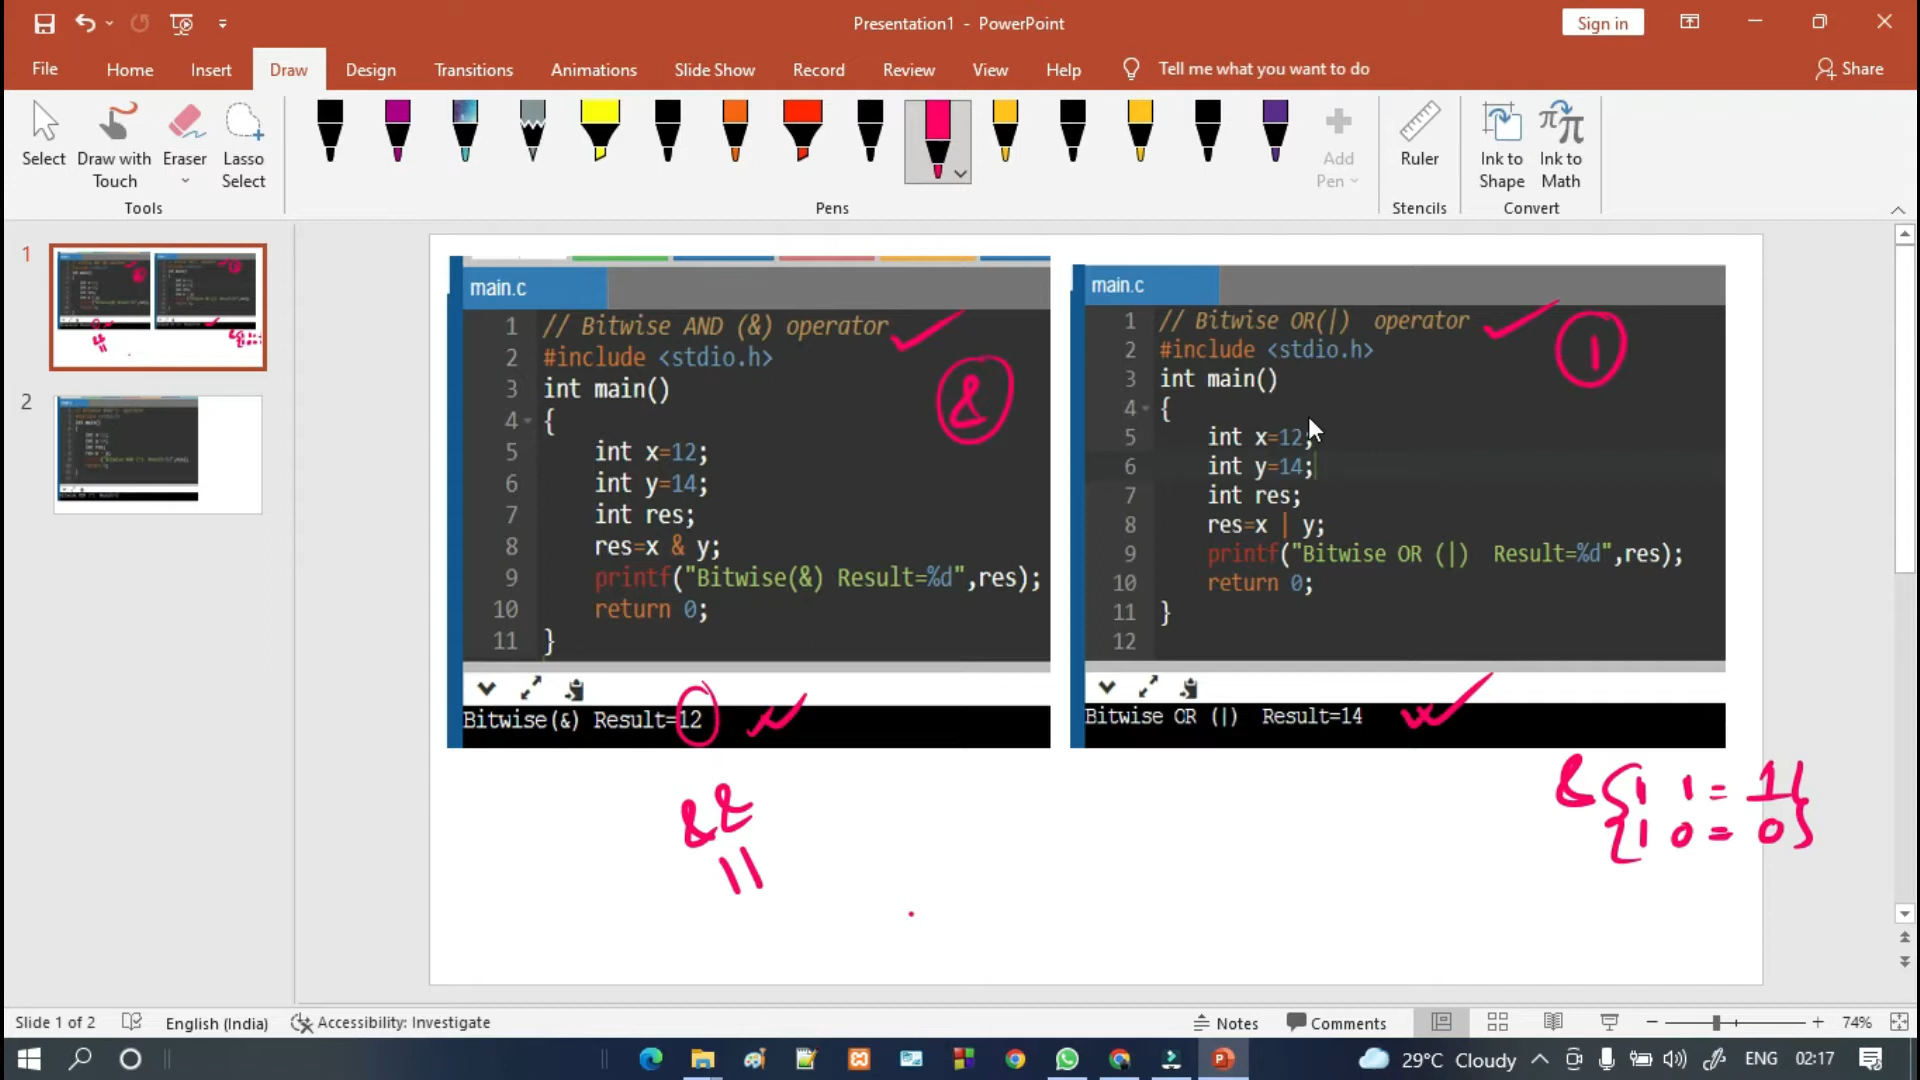 Presentation1 - PowerPoint
Sign in
File
Home
Insert
Draw
Design
Transitions
Animations
Slide Show
Record
Review
View
Help
Tell me what you want to do
Share
Select
Draw with
Touch
Eraser
Lasso
Select
Tools
Pens
Add
Pen
Ruler
Stencils
Ink to
Shape
Ink to
Math
Convert
1
2
main.c
1 // Bitwise AND (&) operator
2 #include <stdio.h>
3 int main()
4 {
5 int x=12;
6 int y=14;
7 int res;
8 res=x & y;
9 printf("Bitwise(&) Result=%d",res);
10 return 0;
11 }
&
Bitwise(&) Result=12
&&
||
main.c
1 // Bitwise OR(|) operator
2 #include <stdio.h>
3 int main()
4 {
5 int x=12;
6 int y=14;
7 int res;
8 res=x | y;
9 printf("Bitwise OR (|) Result=%d",res);
10 return 0;
11 }
12
|
Bitwise OR (|) Result=14
& { 1 1 = 1 }
{ 1 0 = 0 }
Slide 1 of 2
English (India)
Accessibility: Investigate
Notes
Comments
74%
29°C Cloudy
ENG
02:17